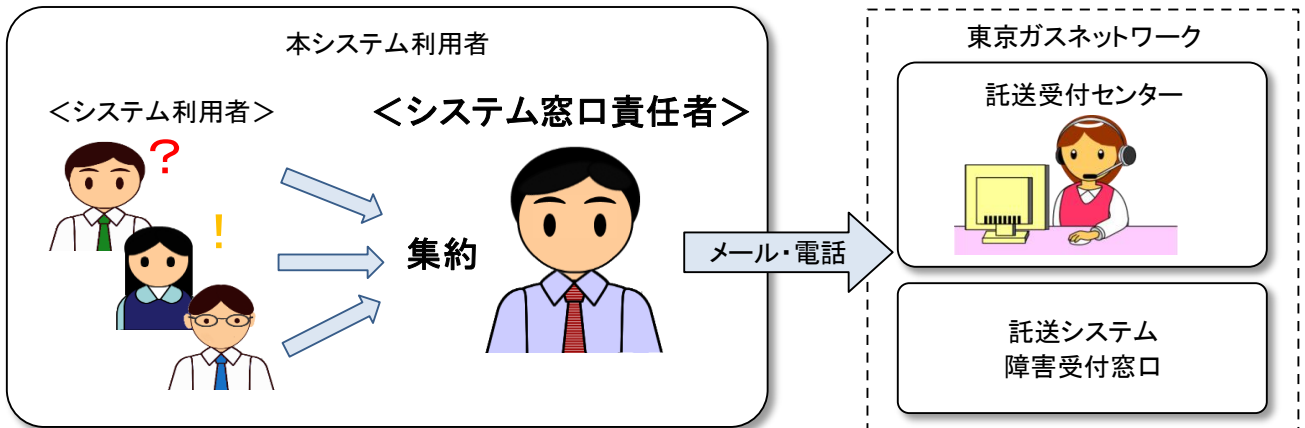 本システム利用者
＜システム利用者＞
＜システム窓口責任者＞
？
！
集約
メール・電話
東京ガスネットワーク
託送受付センター
託送システム
障害受付窓口